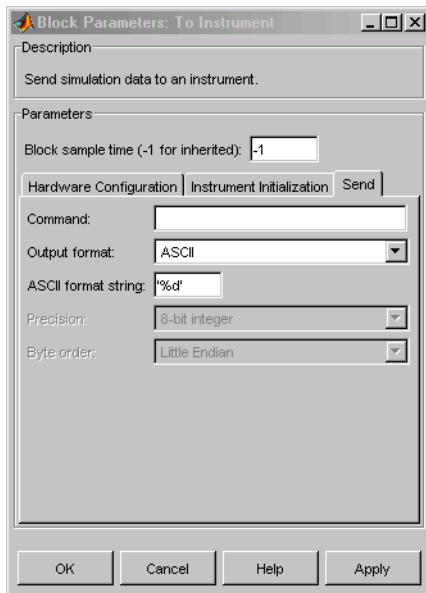 Block Parameters: To Instrument
Description
Send simulation data to an instrument.
Parameters
Block sample time (-1 for inherited): -1
Hardware Configuration Instrument Initialization Send
Command:
Output format: ASCII
ASCII format string: '%d'
Precision: 8-bit integer
Byte order: Little Endian
OK Cancel Help Apply